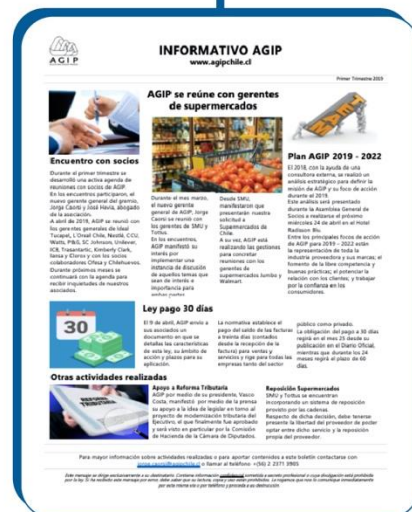 AGIP
INFORMATIVO AGIP
www.agipchile.cl
Primer Trimestre 2019
Encuentro con socios
Durante el primer trimestre se
desarrolló una activa agenda de
reuniones con socios de AGIP.
En los encuentros participaron, el
nuevo gerente general del gremio,
Jorge Caorsi y José Hevia, abogado
de la asociación.
A abril de 2019, AGIP se reunió con
los gerentes generales de Ideal
Tucapel, L'Oreal Chile, Nestlé, CCU,
Watts, P&G, SC Johnson, Unilever,
ICB, Tresmontes, Kimberly Clark,
Iansa y Clorox y con los socios
colaboradores Ofesa y Chilehuevos.
Durante próximos meses se
continuará con la agenda para
recibir inquietudes de nuestros
asociados.
AGIP se reúne con gerentes
de supermercados
Durante el mes marzo,
el nuevo gerente
general de AGIP, Jorge
Caorsi se reunió con
los gerentes de SMU y
Tottus.
En los encuentros,
AGIP manifestó su
interés por
implementar una
instancia de discusión
de aquellos temas que
sean de interés e
importancia para
ambas partes
Desde SMU,
manifestaron que
presentarán nuestra
solicitud a
Supermercados de
Chile.
A su vez, AGIP está
realizando las gestiones
para concretar
reuniones con los
gerentes de
supermercados Jumbo y
Walmart.
Plan AGIP 2019 - 2022
El 2018, con la ayuda de una
consultora externa, se realizó un
análisis estratégico para definir la
misión de AGIP y su foco de acción
durante el 2019.
Este análisis será presentado
durante la Asamblea General de
Socios a realizarse el próximo
miércoles 24 de abril en el Hotel
Radisson Blu.
Entre los principales focos de acción
de AGIP para 2019 – 2022 están
la representación de toda la
industria proveedora y sus marcas; el
fomento de la libre competencia y
buenas prácticas; el potenciar la
relación con los clientes; y trabajar
por la confianza en los
consumidores.
Ley pago 30 días
30
El 9 de abril, AGIP envío a
sus asociados un
documento en que se
detallan las características
de esta ley, su ámbito de
acción y plazos para su
aplicación.
La normativa establece el
pago del saldo de las facturas
a treinta días (contados
desde la recepción de la
factura) para ventas y
servicios y rige para todas las
empresas tanto del sector
público como privado.
La obligación del pago a 30 días
regirá en el mes 25 desde su
publicación en el Diario Oficial,
mientras que durante los 24
meses regirá el plazo de 60
días.
Otras actividades realizadas
Apoyo a Reforma Tributaria
AGIP por medio de su presidente, Vasco
Costa, manifestó por medio de la prensa
su apoyo a la idea de legislar en torno al
proyecto de modernización tributaria del
Ejecutivo, el que finalmente fue aprobado
y será visto en particular por la Comisión
de Hacienda de la Cámara de Diputados.
Reposición Supermercados
SMU y Tottus se encuentran
incorporando un sistema de reposición
provisto por las cadenas.
Respecto de dicha decisión, debe tenerse
presente la libertad del proveedor de poder
optar entre dicho servicio y la reposición
propia del proveedor.
Para mayor información sobre actividades realizadas o para aportar contenidos a este boletín contactarse con
jorge.caorsi@agipchile.cl o llamar al teléfono: +(56) 2 2371 3905